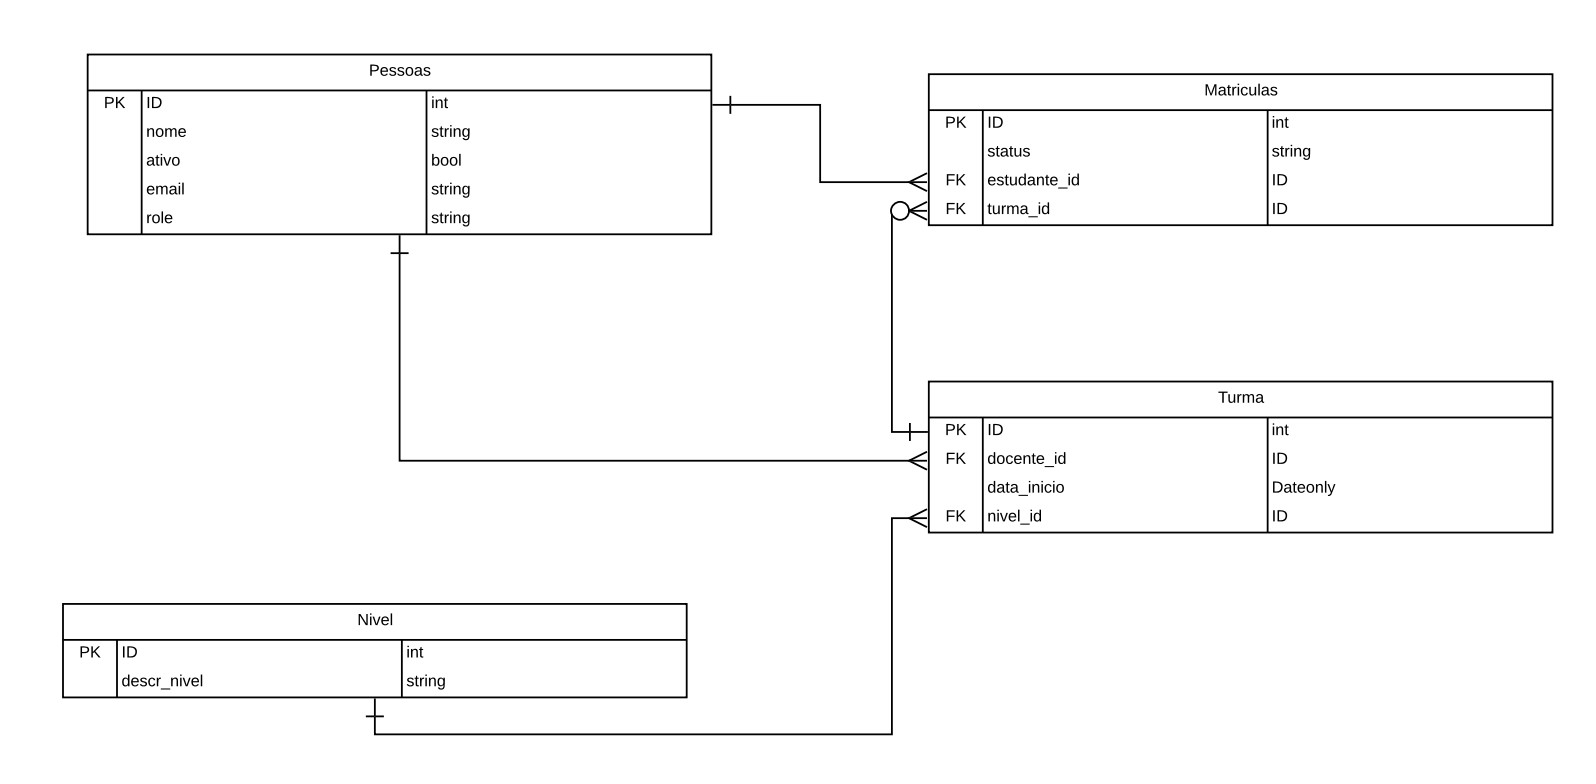 Pessoas
PK ID int
nome string
ativo bool
email string
role string
Matriculas
PK ID int
status string
FK estudante_id ID
FK turma_id ID
Turma
PK ID int
FK docente_id ID
data_inicio Dateonly
FK nivel_id ID
Nivel
PK ID int
descr_nivel string